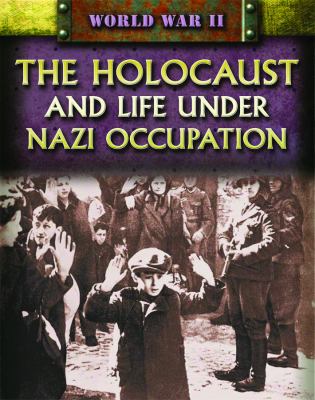 WORLD WAR II
THE HOLOCAUST
AND LIFE UNDER
NAZI OCCUPATION